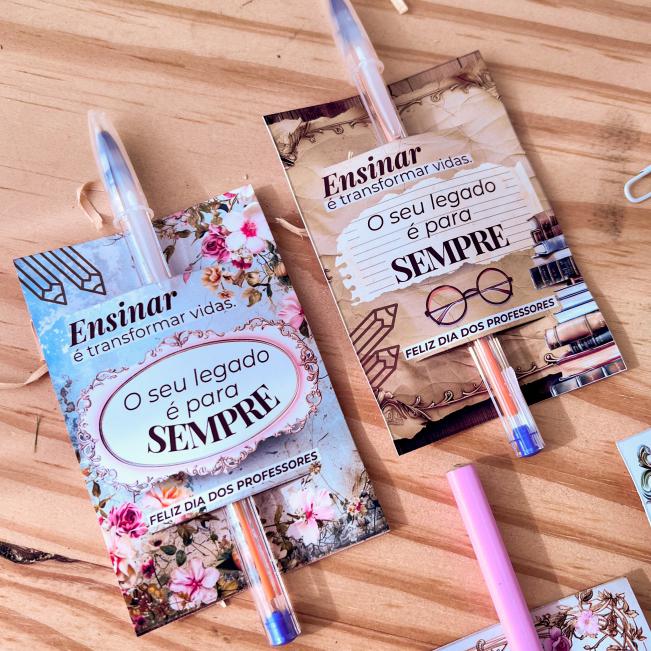 Ensinar
é transformar vidas.
O seu legado
é para
SEMPRE
FELIZ DIA DOS PROFESSORES
Ensinar
é transformar vidas.
O seu legado
é para
SEMPRE
FELIZ DIA DOS PROFESSORES